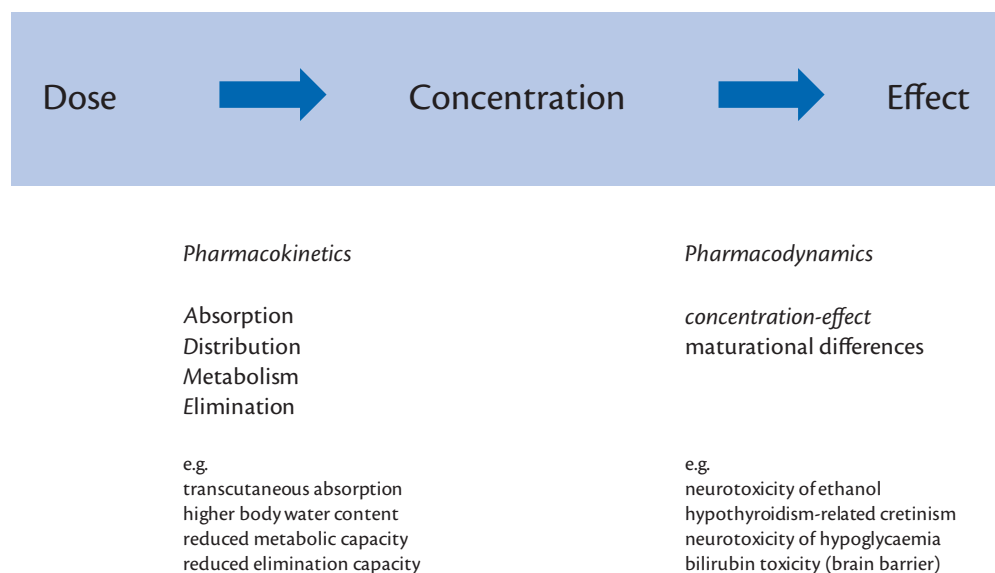 Dose Concentration Effect
Pharmacokinetics
Absorption
Distribution
Metabolism
Elimination
e.g.
transcutaneous absorption
higher body water content
reduced metabolic capacity
reduced elimination capacity
Pharmacodynamics
concentration-effect
maturational differences
e.g.
neurotoxicity of ethanol
hypothyroidism-related cretinism
neurotoxicity of hypoglycaemia
bilirubin toxicity (brain barrier)